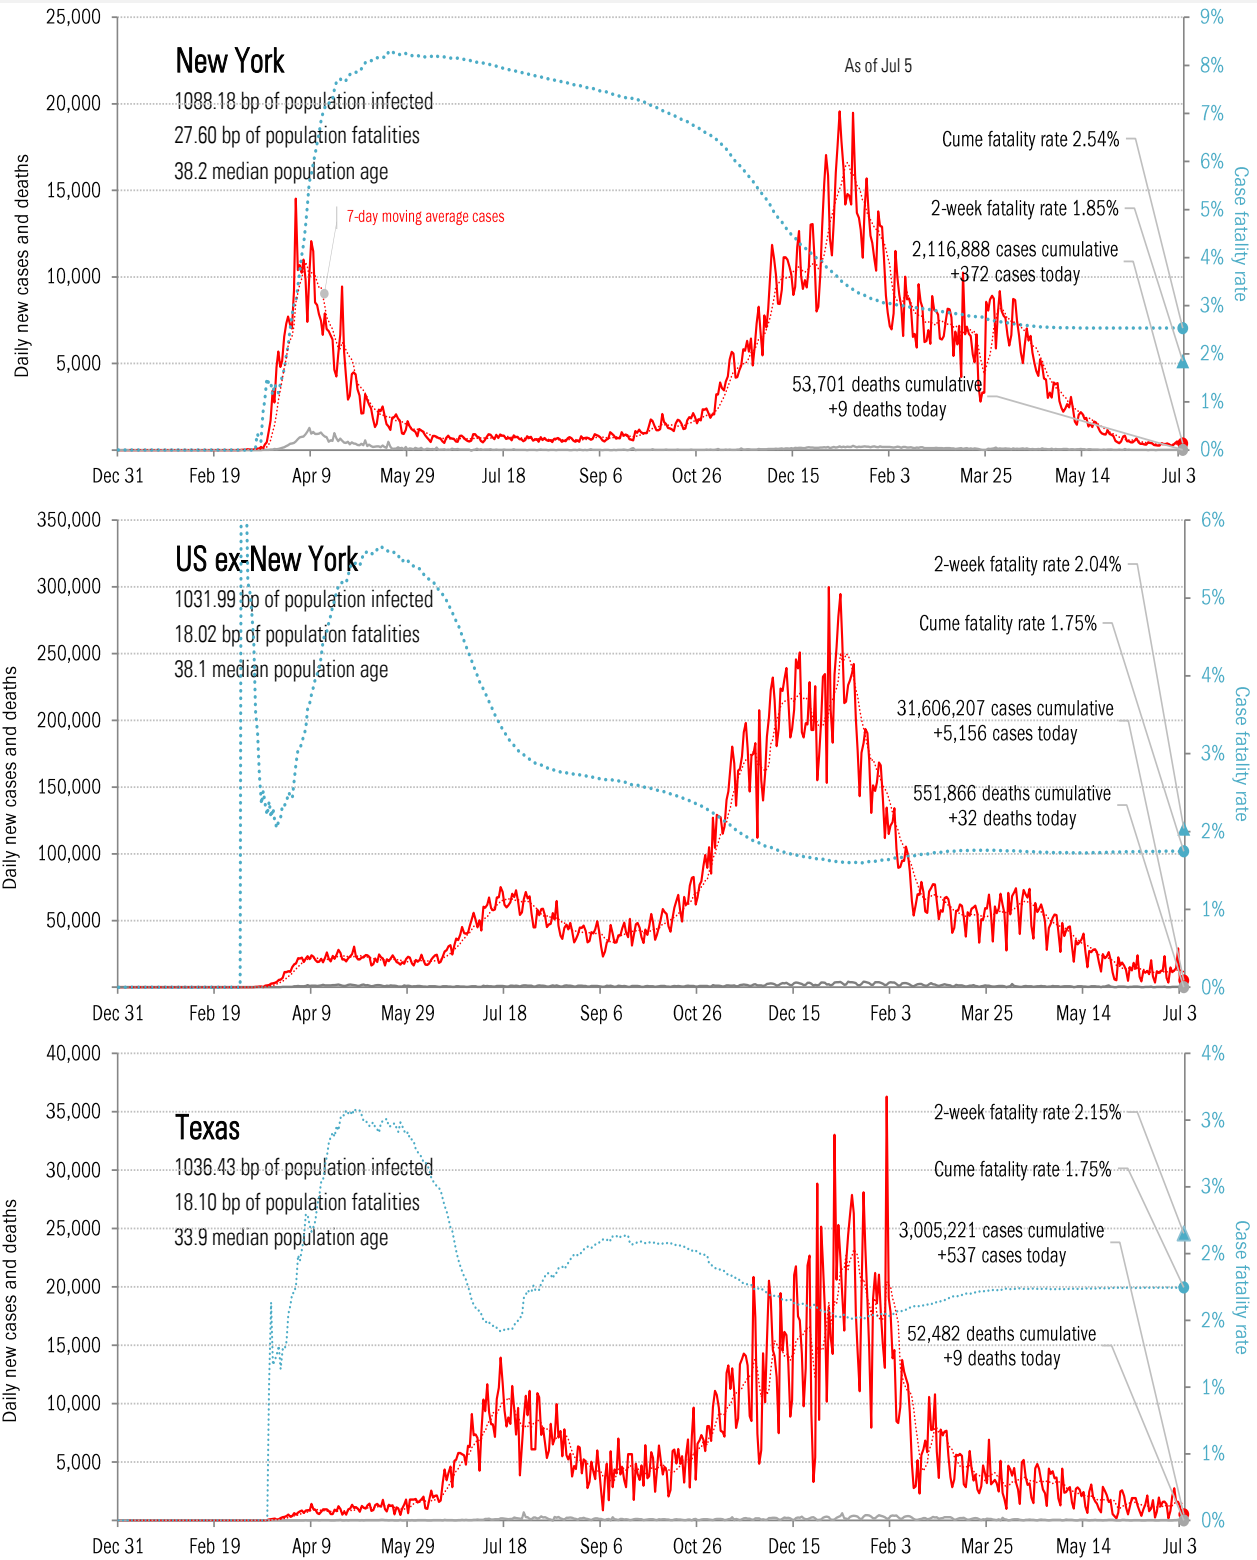 25,000
20,000
15,000
10,000
5,000
Daily new cases and deaths
New York
1088.18 bp of population infected
27.60 bp of population fatalities
38.2 median population age
7-day moving average cases
As of Jul 5
Cume fatality rate 2.54%
2-week fatality rate 1.85%
2,116,888 cases cumulative
+372 cases today
53,701 deaths cumulative
+9 deaths today
9%
8%
7%
6%
5%
4%
3%
2%
1%
0%
Case fatality rate
Dec 31 Feb 19 Apr 9 May 29 Jul 18 Sep 6 Oct 26 Dec 15 Feb 3 Mar 25 May 14 Jul 3
350,000
300,000
250,000
200,000
150,000
100,000
50,000
Daily new cases and deaths
US ex-New York
1031.99 bp of population infected
18.02 bp of population fatalities
38.1 median population age
2-week fatality rate 2.04%
Cume fatality rate 1.75%
31,606,207 cases cumulative
+5,156 cases today
551,866 deaths cumulative
+32 deaths today
6%
5%
4%
3%
2%
1%
0%
Case fatality rate
Dec 31 Feb 19 Apr 9 May 29 Jul 18 Sep 6 Oct 26 Dec 15 Feb 3 Mar 25 May 14 Jul 3
40,000
35,000
30,000
25,000
20,000
15,000
10,000
5,000
Daily new cases and deaths
Texas
1036.43 bp of population infected
18.10 bp of population fatalities
33.9 median population age
2-week fatality rate 2.15%
Cume fatality rate 1.75%
3,005,221 cases cumulative
+537 cases today
52,482 deaths cumulative
+9 deaths today
4%
3%
3%
2%
2%
1%
1%
0%
Case fatality rate
Dec 31 Feb 19 Apr 9 May 29 Jul 18 Sep 6 Oct 26 Dec 15 Feb 3 Mar 25 May 14 Jul 3